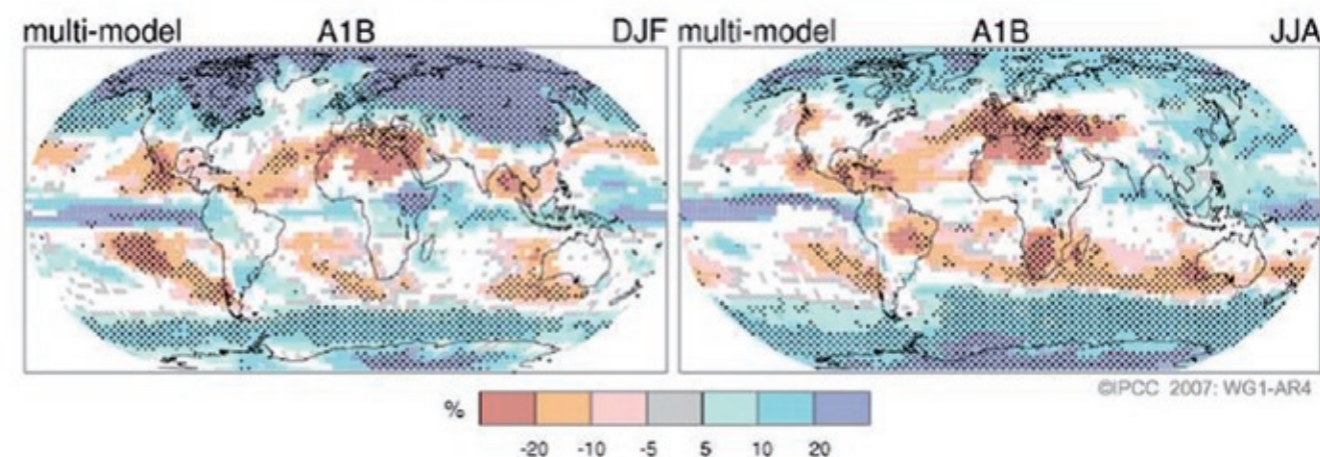 multi-model A1B DJF multi-model A1B JJA
©IPCC 2007: WG1-AR4
%
-20 -10 -5 5 10 20